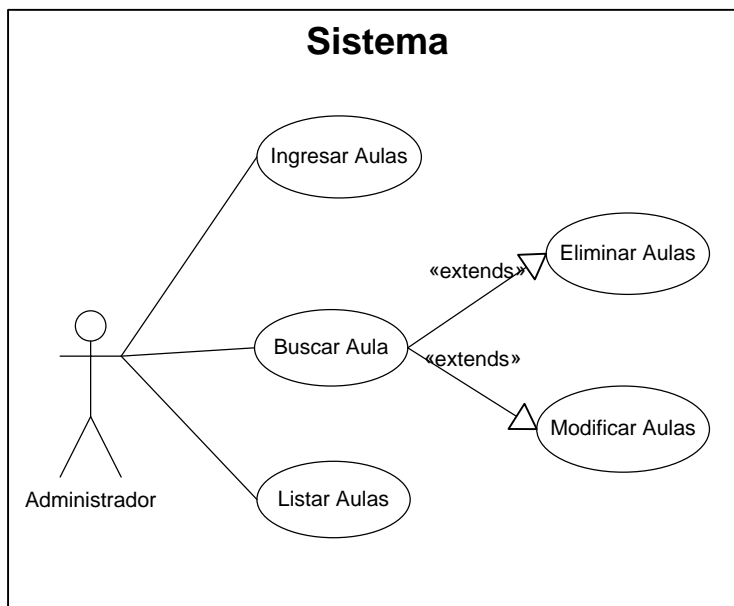 Sistema
Ingresar Aulas
Eliminar Aulas
«extends»
Buscar Aula
«extends»
Modificar Aulas
Listar Aulas
Administrador